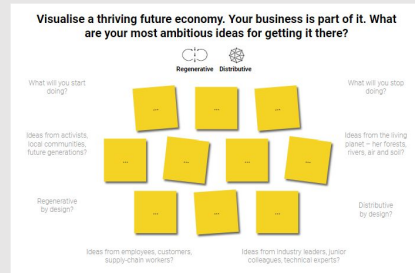 Visualise a thriving future economy. Your business is part of it. What
are your most ambitious ideas for getting it there?
Regenerative Distributive
What will you start
doing?
What will you stop
doing?
...
...
...
Ideas from activists,
local communities,
future generations?
Ideas from the living
planet – her forests,
rivers, air and soil?
...
...
...
...
Regenerative
by design?
Distributive
by design?
...
...
...
Ideas from employees, customers,
supply-chain workers?
Ideas from industry leaders, junior
colleagues, technical experts?